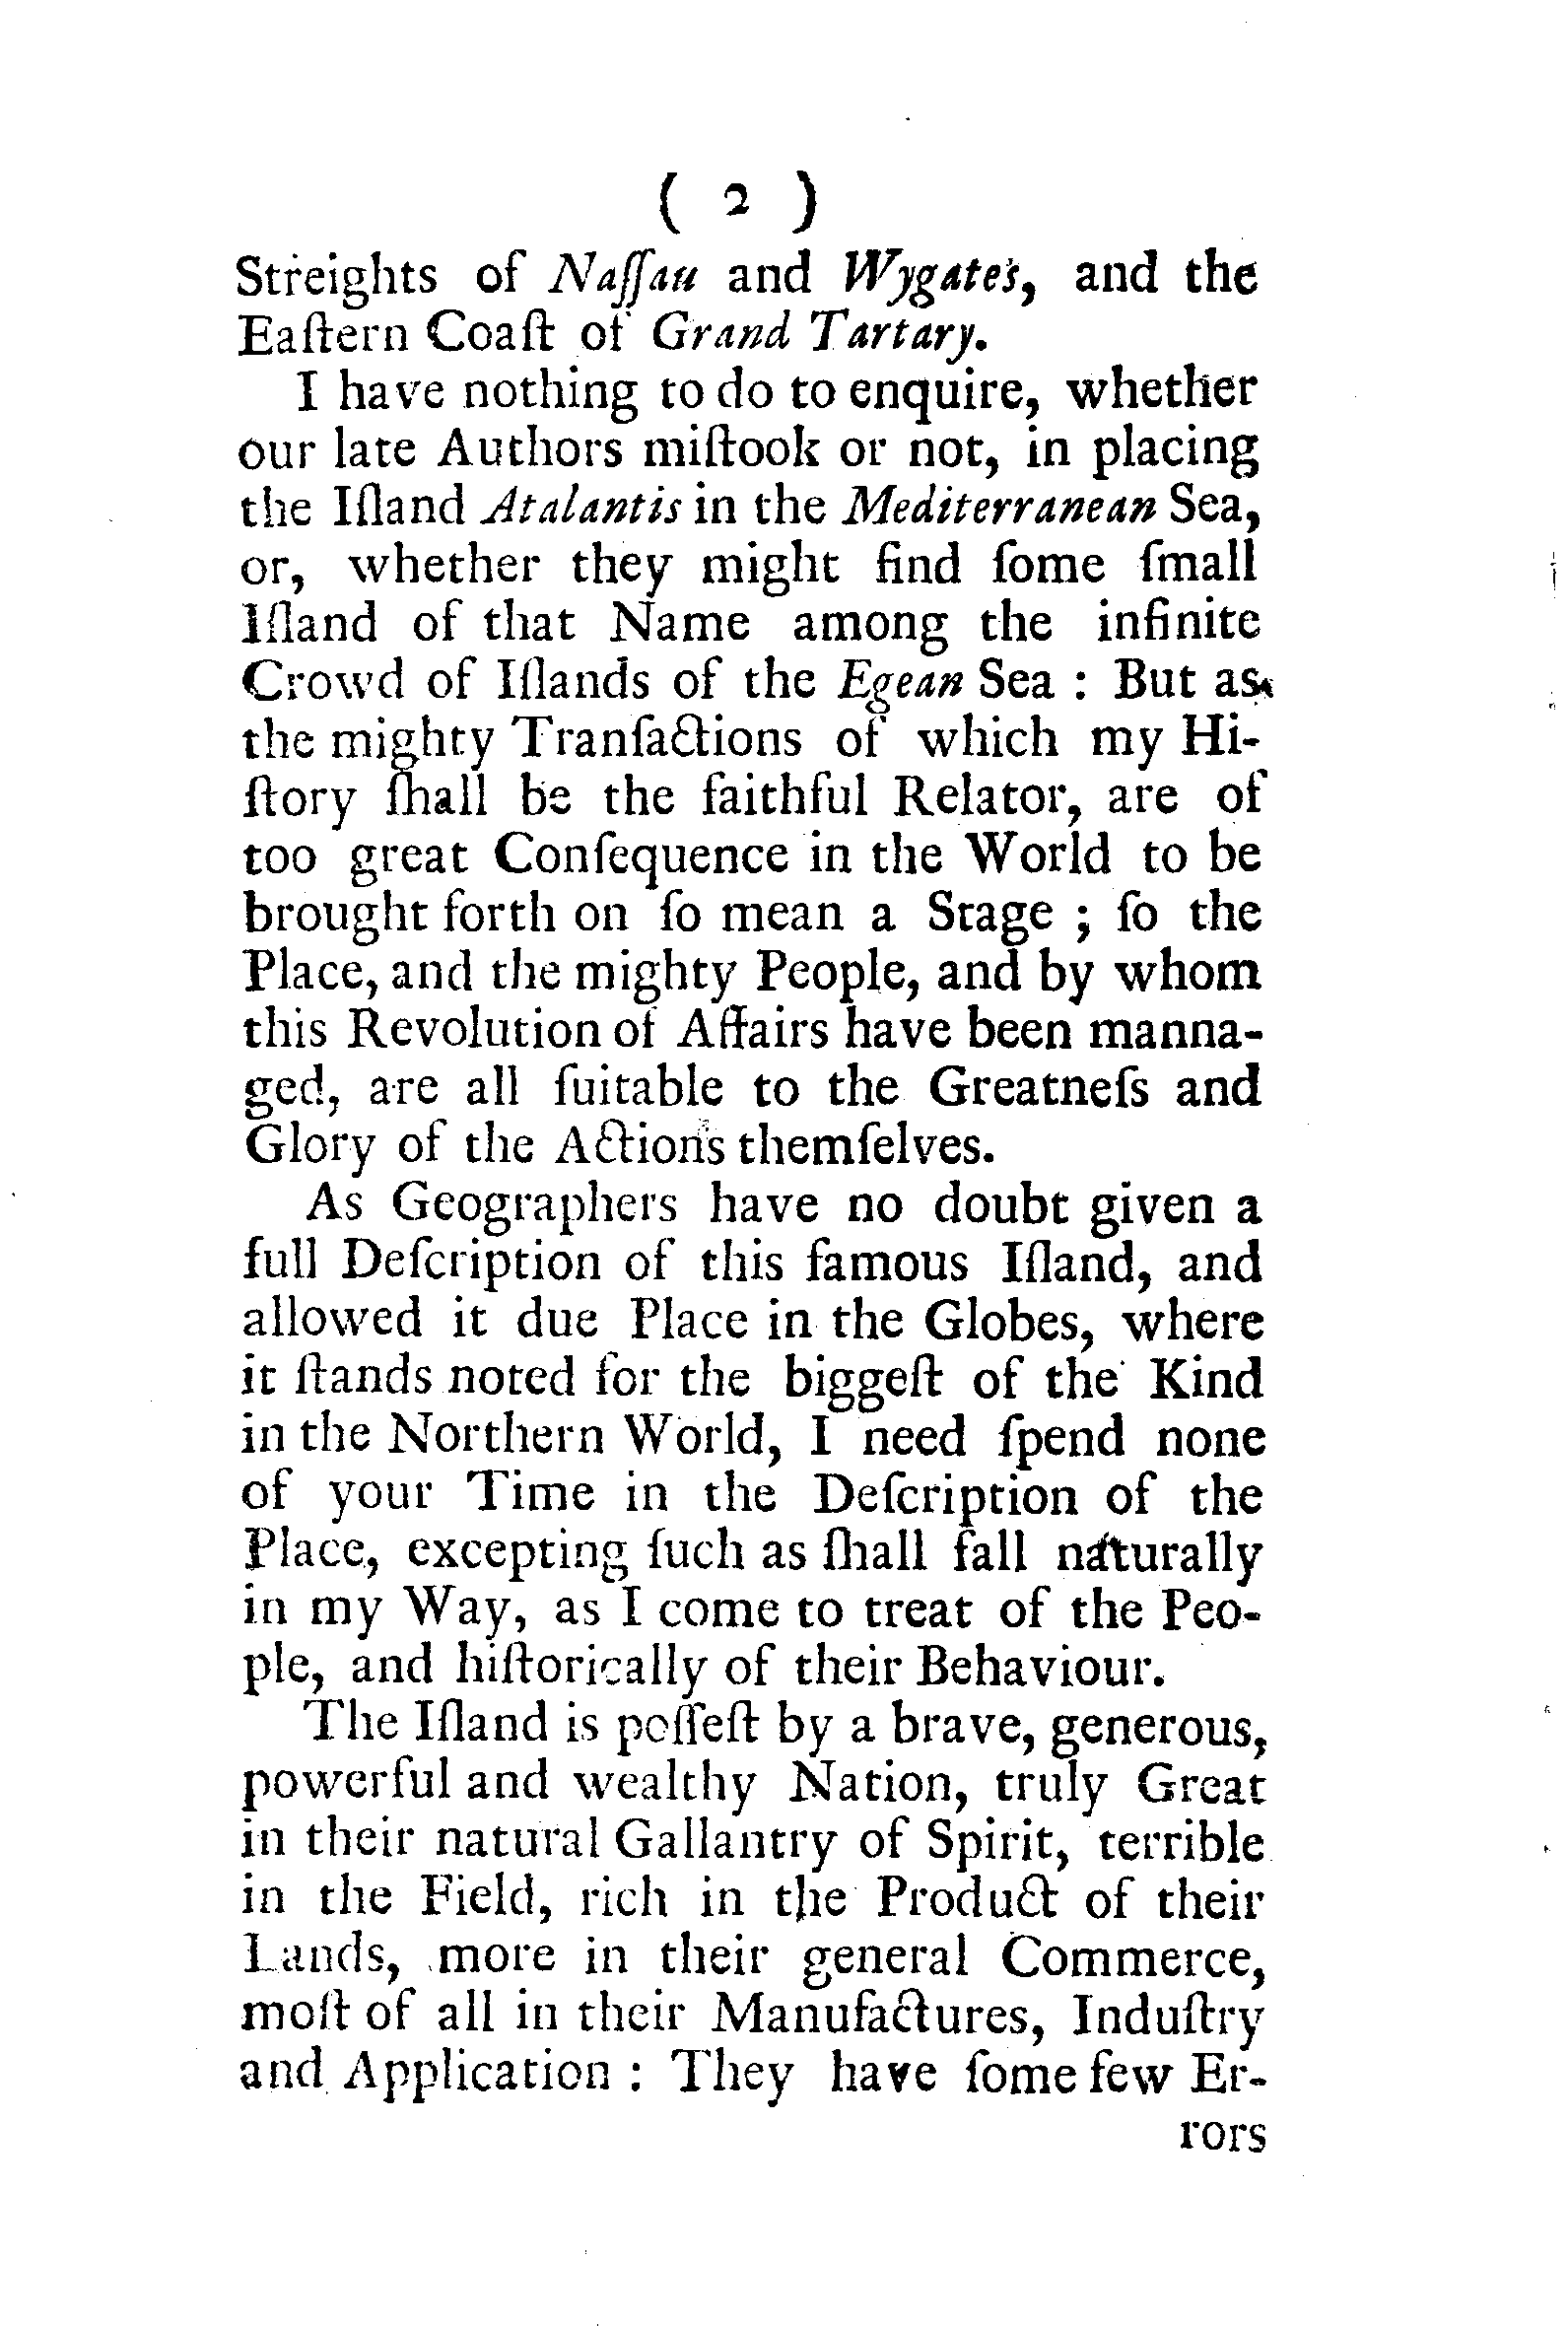 ( 2 )
Streights of Naſſau and Wygates, and the
Eaſtern Coaſt of Grand Tartary.
I have nothing to do to enquire, whether
our late Authors miſtook or not, in placing
the Iſland Atalantis in the Mediterranean Sea,
or, whether they might find ſome ſmall
Iſland of that Name among the infinite
Crowd of Iſlands of the Egean Sea : But as
the mighty Tranſactions of which my Hi-
ſtory ſhall be the faithful Relator, are of
too great Conſequence in the World to be
brought forth on ſo mean a Stage ; ſo the
Place, and the mighty People, and by whom
this Revolution of Affairs have been manna-
ged, are all ſuitable to the Greatneſs and
Glory of the Actions themſelves.
As Geographers have no doubt given a
full Deſcription of this famous Iſland, and
allowed it due Place in the Globes, where
it ſtands noted for the biggeſt of the Kind
in the Northern World, I need ſpend none
of your Time in the Deſcription of the
Place, excepting ſuch as ſhall fall naturally
in my Way, as I come to treat of the Peo-
ple, and hiſtorically of their Behaviour.
The Iſland is poſſeſt by a brave, generous,
powerful and wealthy Nation, truly Great
in their natural Gallantry of Spirit, terrible
in the Field, rich in the Product of their
Lands, more in their general Commerce,
moſt of all in their Manufactures, Induſtry
and Application : They have ſome few Er-
rors